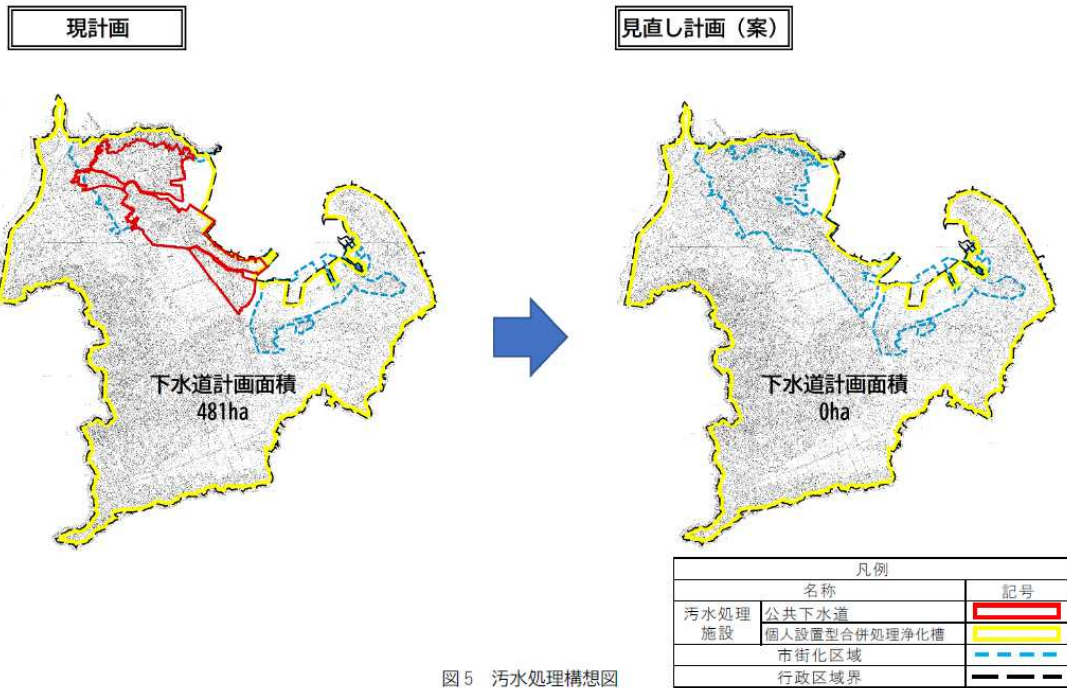 現計画
見直し計画（案）
下水道計画面積
481ha
下水道計画面積
0ha
凡例
名称
記号
汚水処理
施設
公共下水道
個人設置型合併処理浄化槽
市街化区域
行政区域界
図5 汚水処理構想図